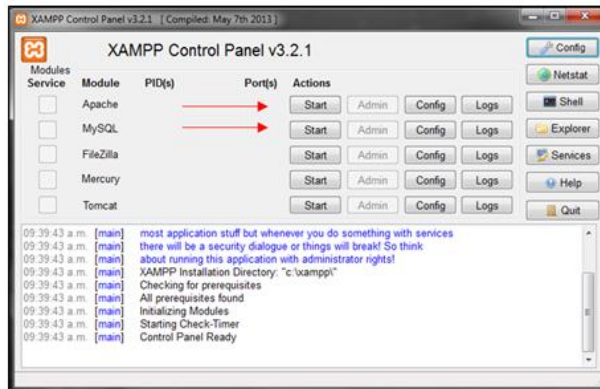 XAMPP Control Panel v3.2.1 [ Compiled: May 7th 2013 ]
XAMPP Control Panel v3.2.1
Config
Modules
Service Module PID(s) Port(s) Actions
Netstat
Apache Start Admin Config Logs
Shell
MySQL Start Admin Config Logs
Explorer
FileZilla Start Admin Config Logs
Services
Mercury Start Admin Config Logs
Help
Tomcat Start Admin Config Logs
Quit
09:39:43 a.m. [main] most application stuff but whenever you do something with services
09:39:43 a.m. [main] there will be a security dialogue or things will break! So think
09:39:43 a.m. [main] about running this application with administrator rights!
09:39:43 a.m. [main] XAMPP Installation Directory: "c:\xampp\"
09:39:43 a.m. [main] Checking for prerequisites
09:39:43 a.m. [main] All prerequisites found
09:39:43 a.m. [main] Initializing Modules
09:39:43 a.m. [main] Starting Check-Timer
09:39:43 a.m. [main] Control Panel Ready